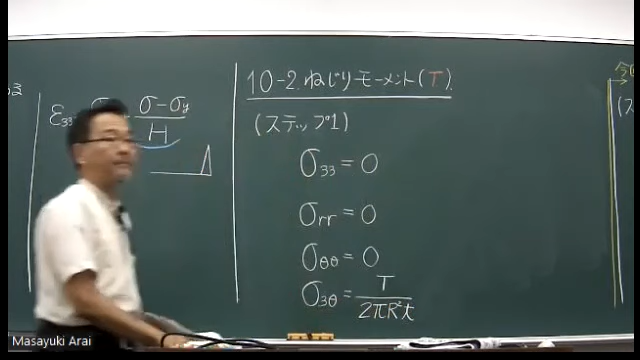 ε₃₃
σ-σy
H
10-2. ねじりモーメント(T).
(ステップ1)
σ₃₃ = 0
σrr = 0
σθθ = 0
σ₃θ = T/2πR²t
Masayuki Arai